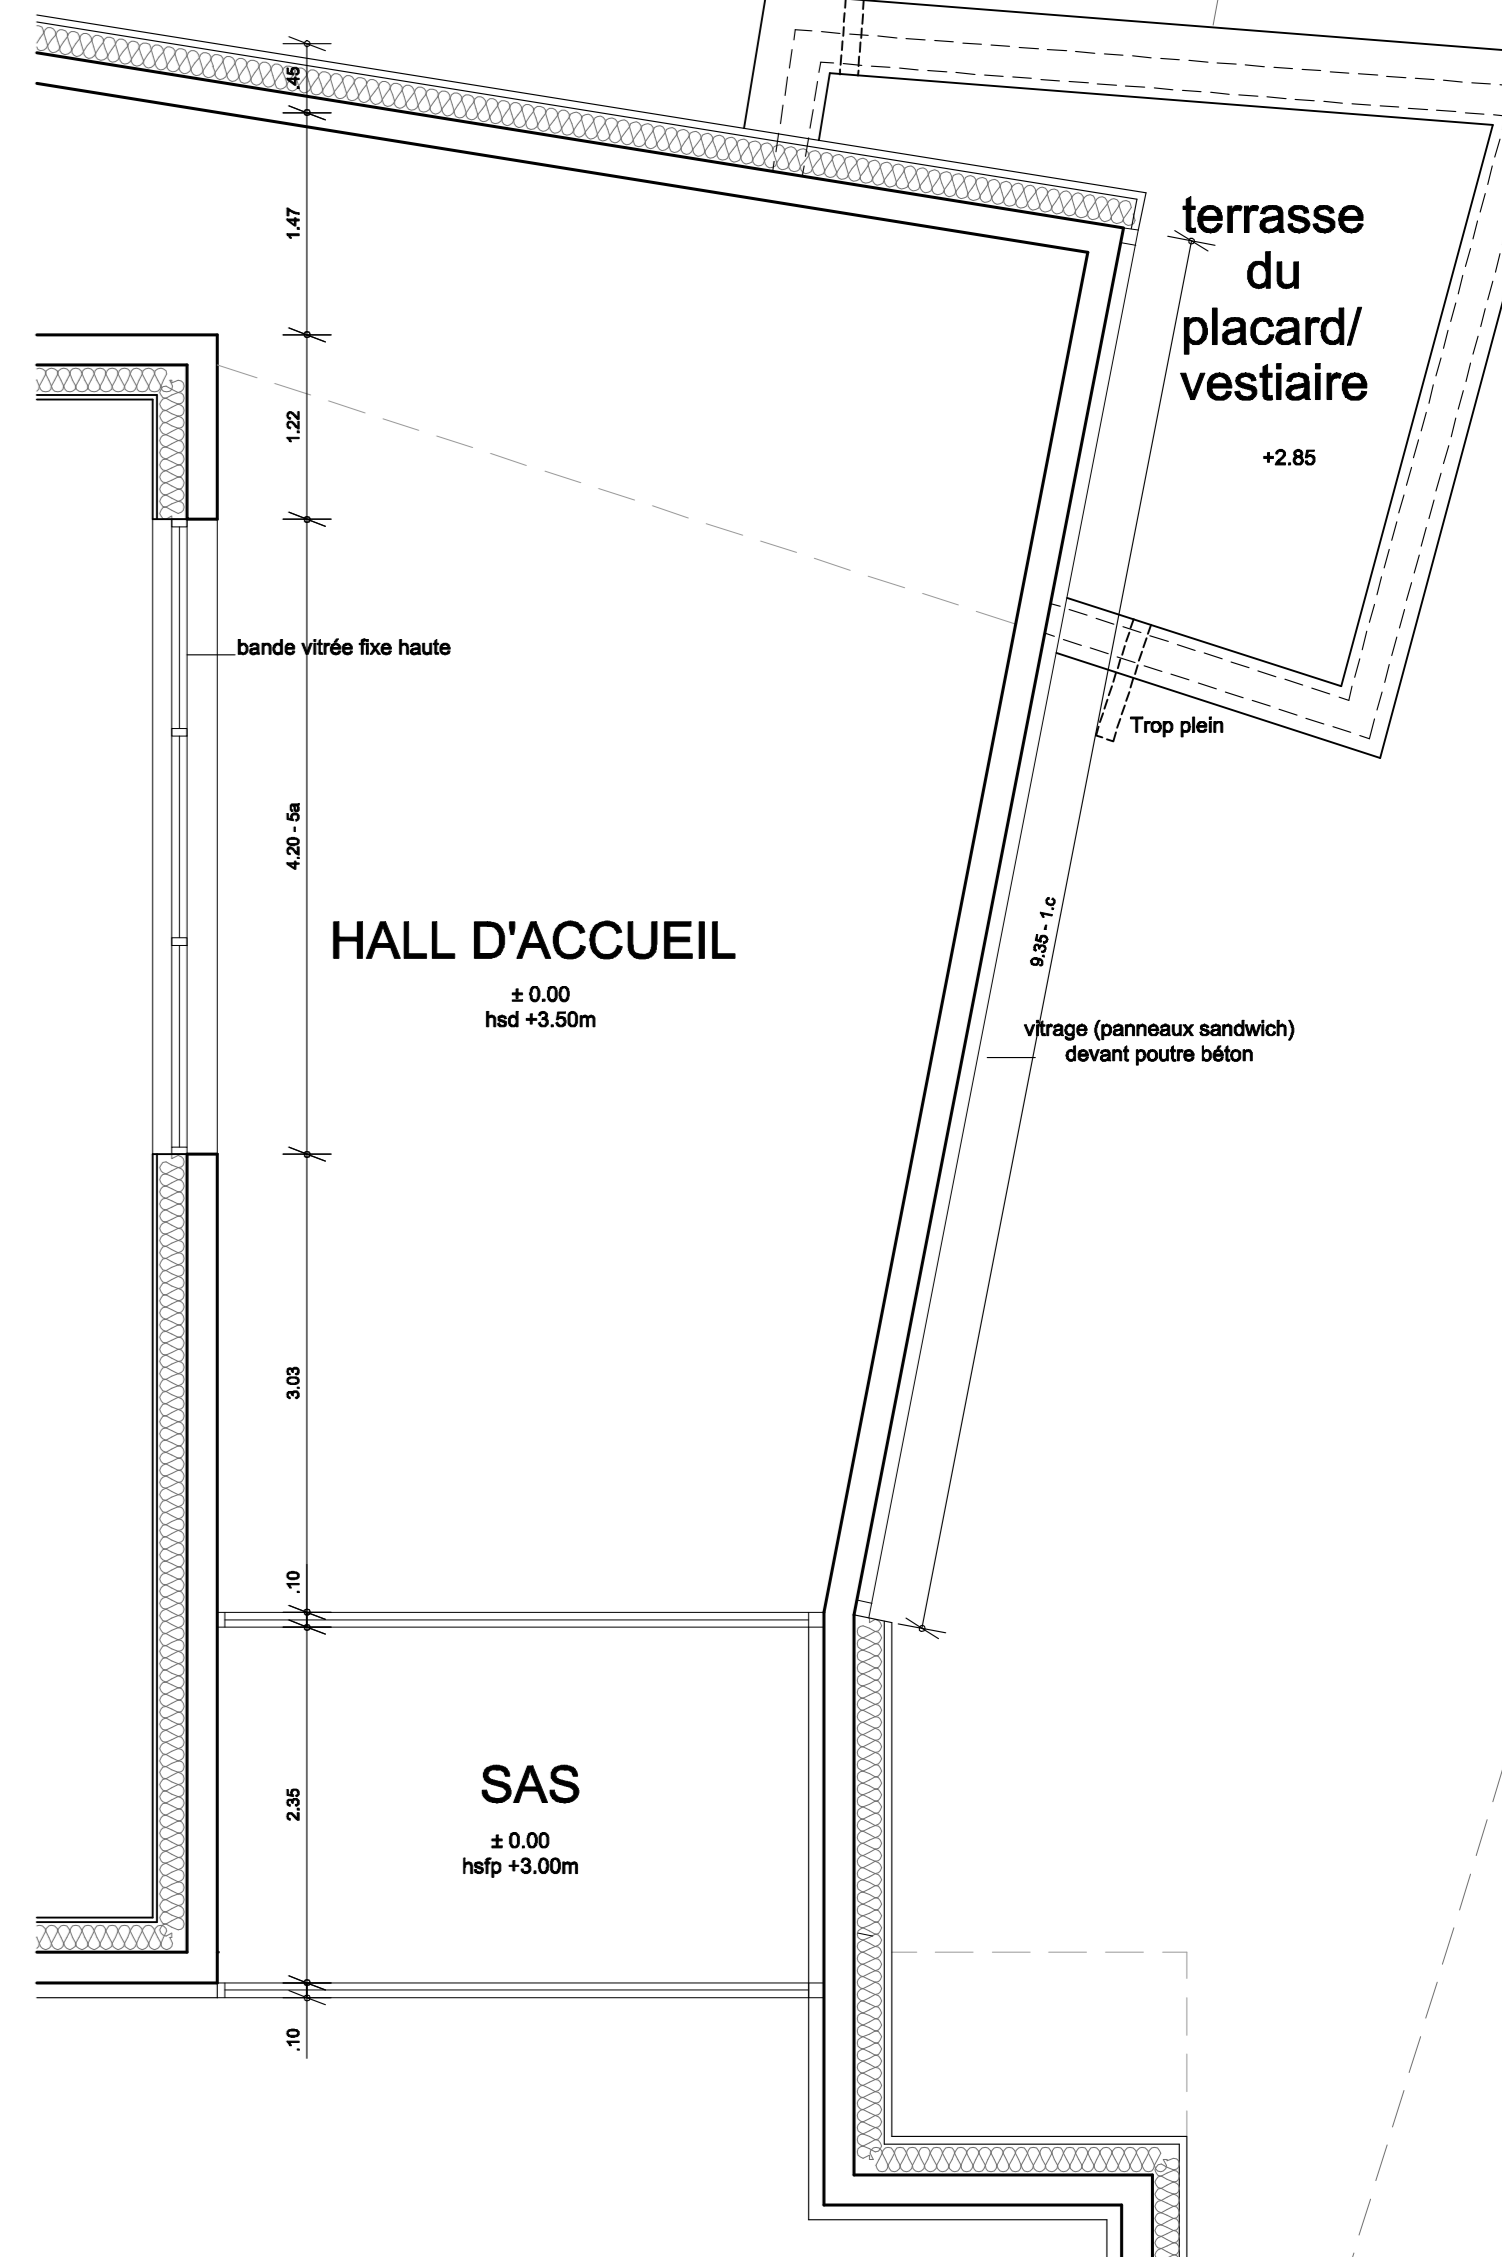 .45
1.47
terrasse
du
placard/
vestiaire
+2.85
1.22
bande vitrée fixe haute
Trop plein
4.20 - 5a
HALL D'ACCUEIL
± 0.00
hsd +3.50m
9.35 - 1.c
vitrage (panneaux sandwich)
devant poutre béton
3.03
.10
SAS
± 0.00
hsfp +3.00m
2.35
.10